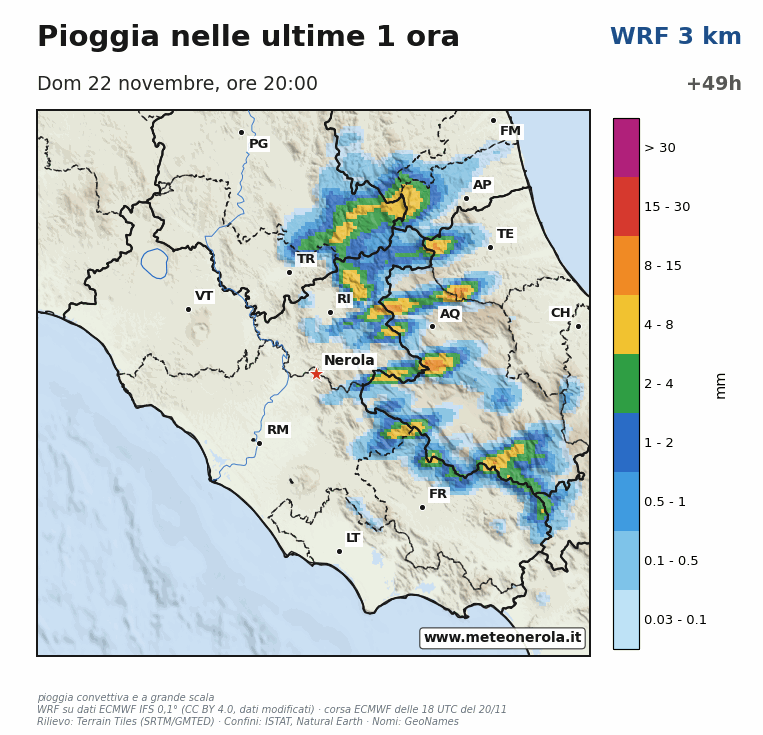 Pioggia nelle ultime 1 ora
WRF 3 km
Dom 22 novembre, ore 20:00
+49h
FM
PG
AP
TE
TR
RI
VT
AQ
CH
Nerola
RM
FR
LT
www.meteonerola.it
> 30
15 - 30
8 - 15
4 - 8
2 - 4
1 - 2
0.5 - 1
0.1 - 0.5
0.03 - 0.1
mm
pioggia convettiva e a grande scala
WRF su dati ECMWF IFS 0,1° (CC BY 4.0, dati modificati) · corsa ECMWF delle 18 UTC del 20/11
Rilievo: Terrain Tiles (SRTM/GMTED) · Confini: ISTAT, Natural Earth · Nomi: GeoNames